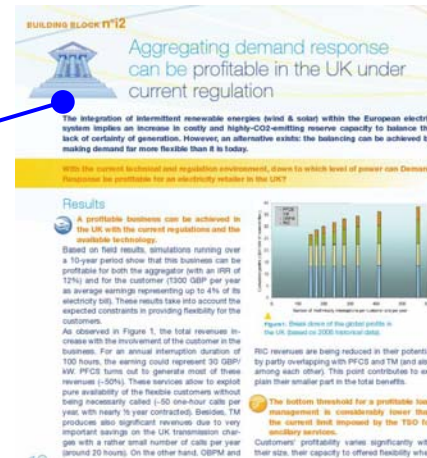 BUILDING BLOCK n°i2
Aggregating demand response
can be profitable in the UK under
current regulation
The integration of intermittent renewable energies (wind & solar) within the European electri
system implies an increase in costly and highly-CO2-emitting reserve capacity to balance th
lack of certainty of generation. However, an alternative exists: the balancing can be achieved b
making demand far more flexible than it is today.
With the current technical and regulation environment, down to which level of power can Deman
Response be profitable for an electricity retailer in the UK?
Results
A profitable business can be achieved in
the UK with the current regulations and the
available technology.
Based on field results, simulations running over
a 10-year period show that this business can be
profitable for both the aggregator (with an IRR of
12%) and for the customer (1300 GBP per year
as average earnings representing up to 4% of its
electricity bill). These results take into account the
expected constraints in providing flexibility for the
customers.
As observed in Figure 1, the total revenues in-
crease with the involvement of the customer in the
business. For an annual interruption duration of
100 hours, the earning could represent 30 GBP/
kW. PFCS turns out to generate most of these
revenues (~50%). These services allow to exploit
pure availability of the flexible customers without
being necessarily called (~50 one-hour calls per
year, with nearly ½ year contracted). Besides, TM
produces also significant revenues due to very
important savings on the UK transmission char-
ges with a rather small number of calls per year
(around 20 hours). On the other hand, OBPM and
Figure1: Break down of the global profits in
the UK (based on 2008 historical data).
RIC revenues are being reduced in their potenti
by partly overlapping with PFCS and TM (and als
among each other). This point contributes to ex
plain their smaller part in the total benefits.
The bottom threshold for a profitable loa
management is considerably lower tha
the current limit imposed by the TSO fo
ancillary services.
Customers' profitability varies significantly wit
their size, their capacity to offered flexibility whe